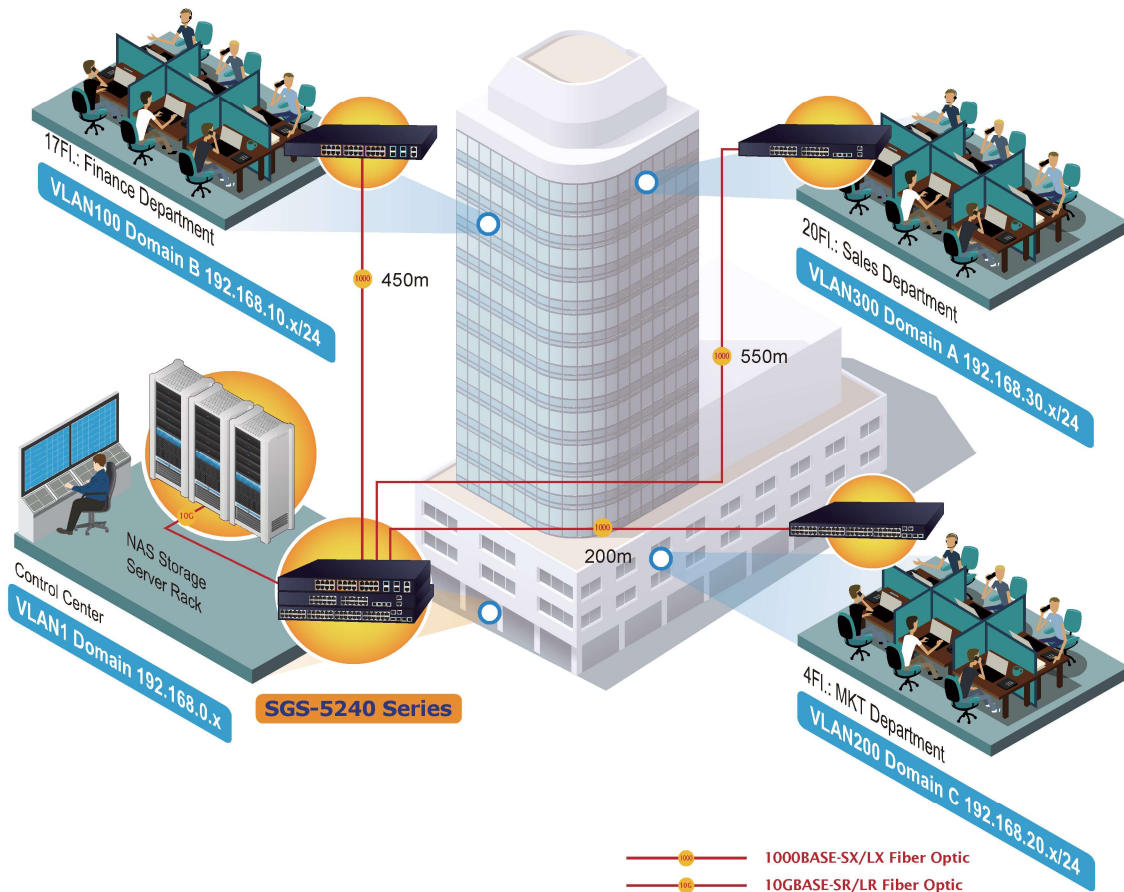 17Fl.: Finance Department
VLAN100 Domain B 192.168.10.x/24
1000
450m
20Fl.: Sales Department
VLAN300 Domain A 192.168.30.x/24
1000
550m
10G
NAS Storage
Server Rack
Control Center
VLAN1 Domain 192.168.0.x
SGS-5240 Series
1000
200m
4Fl.: MKT Department
VLAN200 Domain C 192.168.20.x/24
1000 1000BASE-SX/LX Fiber Optic
10G 10GBASE-SR/LR Fiber Optic